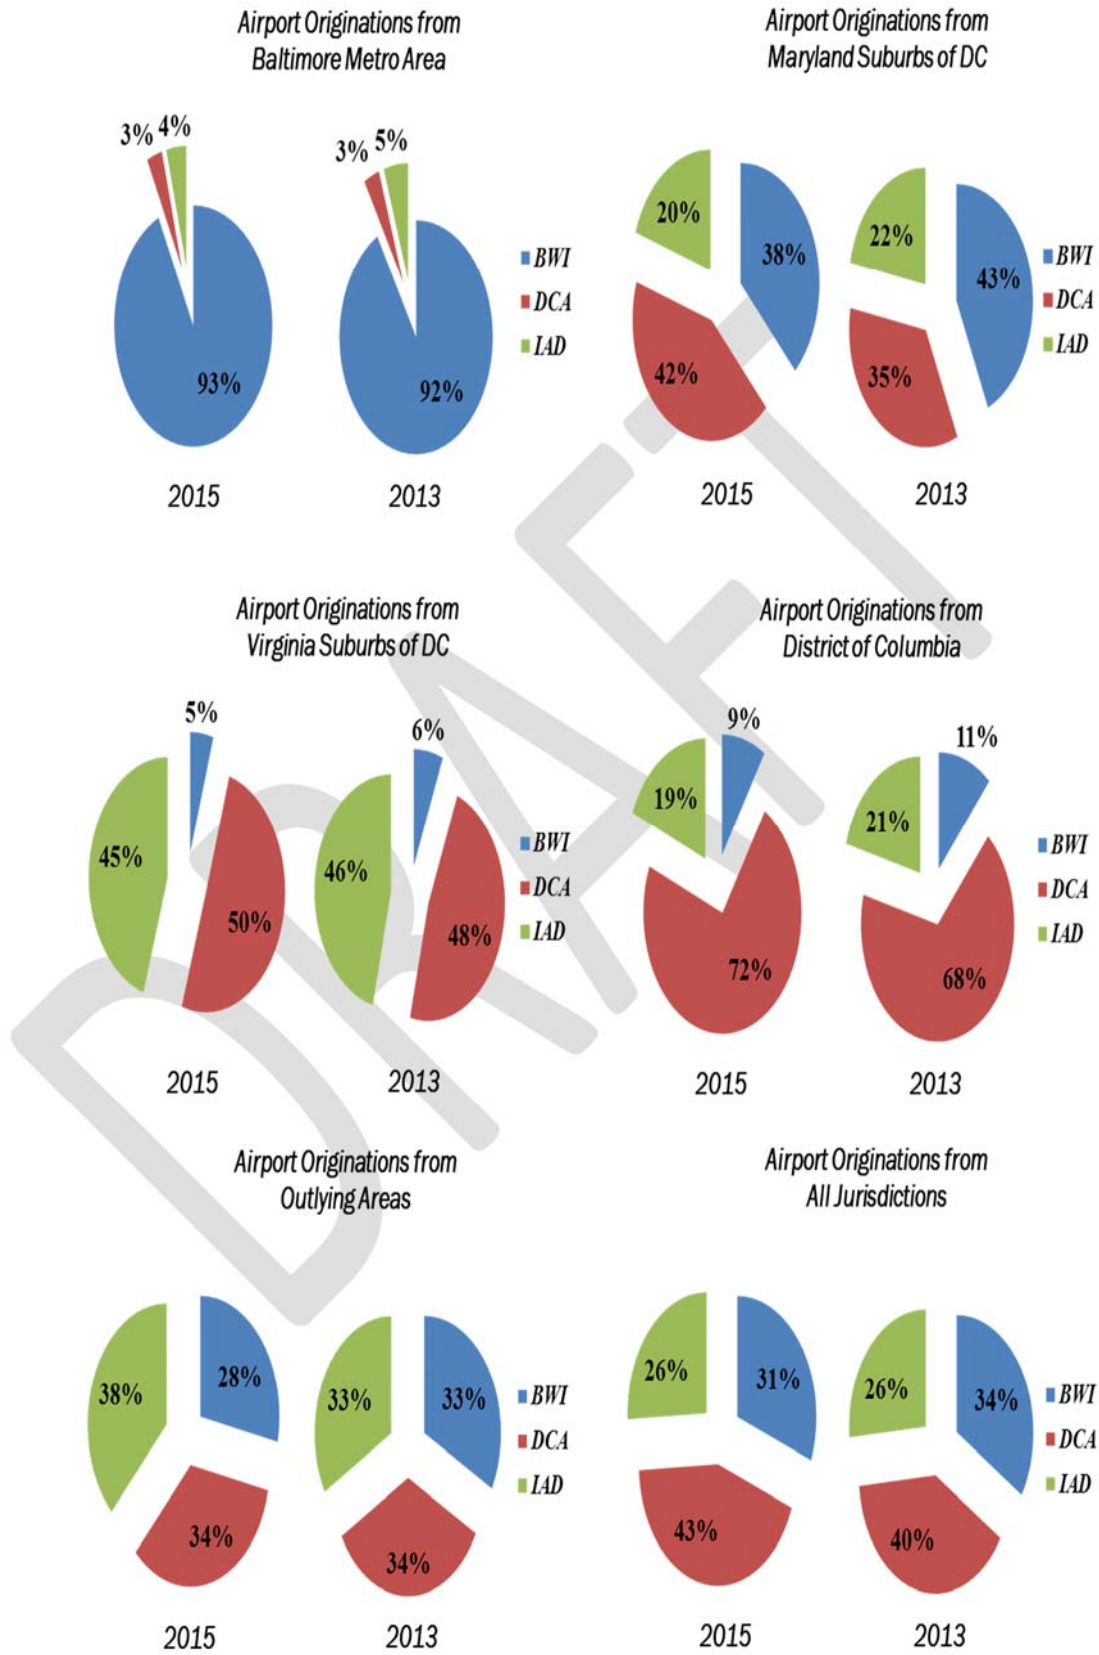 Airport Originations from
Baltimore Metro Area
3% 4%
93%
2015
3% 5%
92%
2013
BWI
DCA
IAD
Airport Originations from
Maryland Suburbs of DC
20%
38%
42%
2015
22%
43%
35%
2013
BWI
DCA
IAD
Airport Originations from
Virginia Suburbs of DC
5%
45%
50%
2015
6%
46%
48%
2013
BWI
DCA
IAD
Airport Originations from
District of Columbia
9%
19%
72%
2015
11%
21%
68%
2013
BWI
DCA
IAD
Airport Originations from
Outlying Areas
38%
28%
34%
2015
33%
33%
34%
2013
BWI
DCA
IAD
Airport Originations from
All Jurisdictions
26%
31%
43%
2015
26%
34%
40%
2013
BWI
DCA
IAD
DRAFT